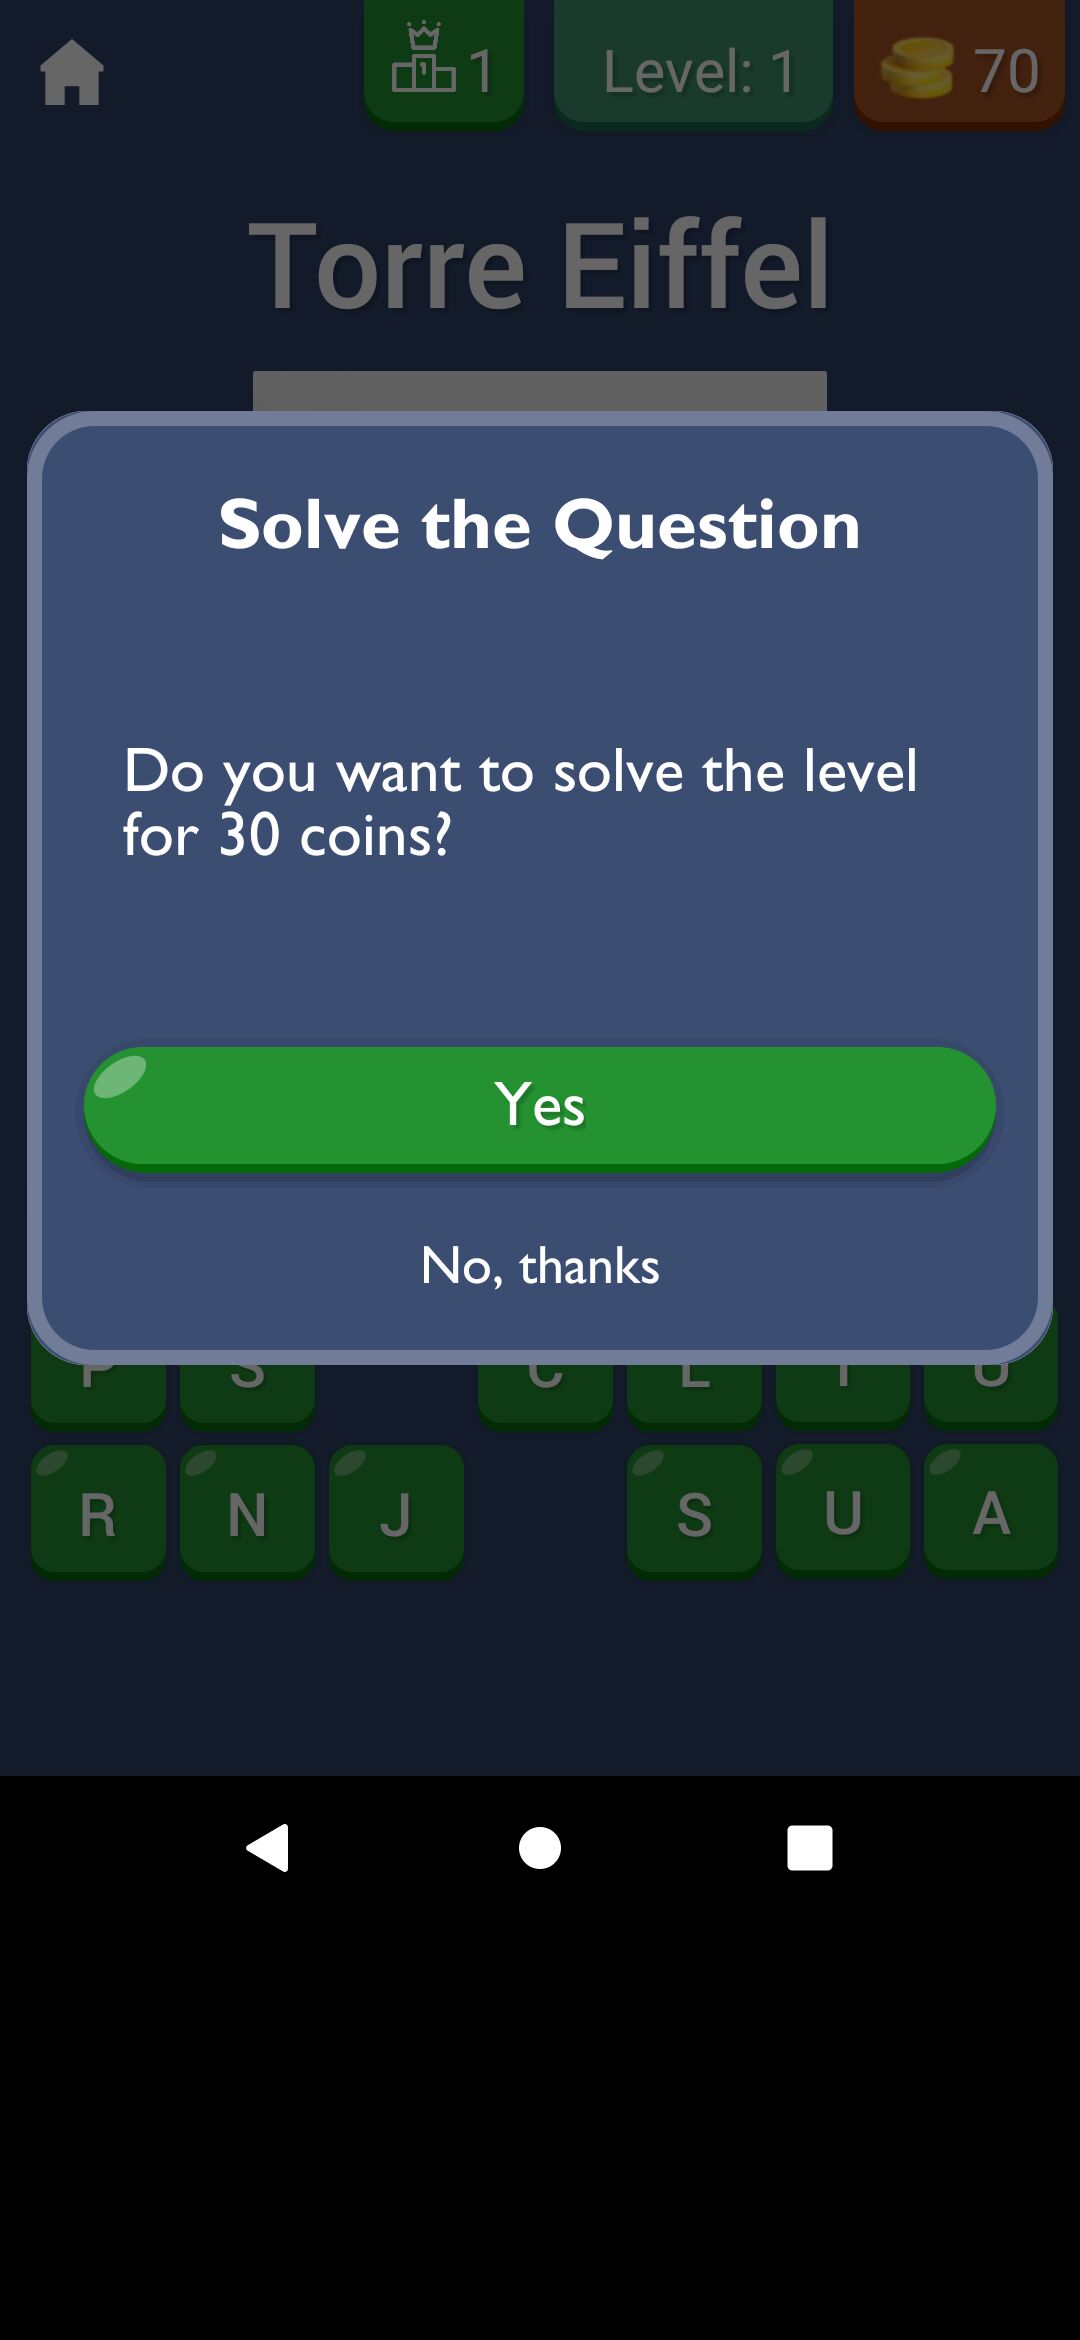 1 Level: 1 70
Torre Eiffel
Solve the Question
Do you want to solve the level
for 30 coins?
Yes
No, thanks
P S C L
R N J S U A